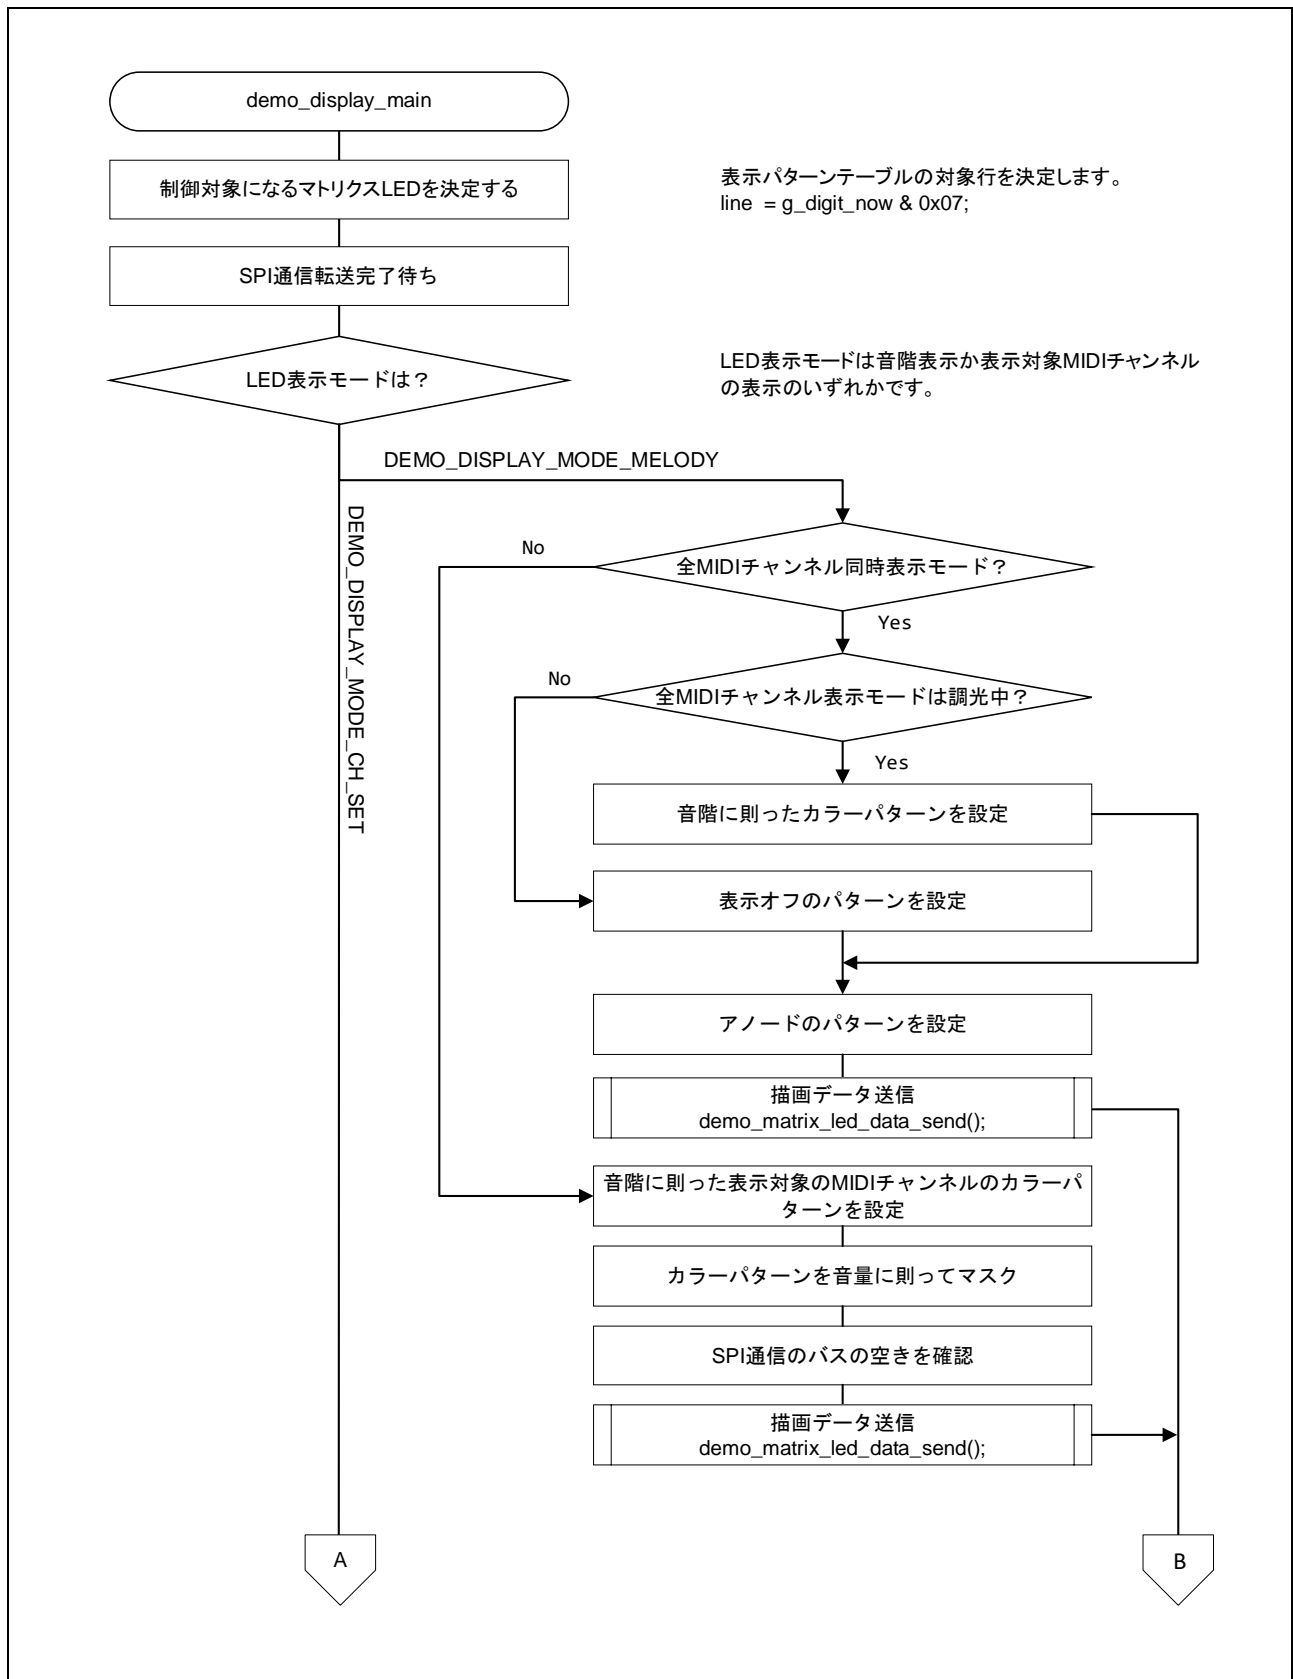 demo_display_main
制御対象になるマトリクスLEDを決定する
表示パターンテーブルの対象行を決定します。
line = g_digit_now & 0x07;
SPI通信転送完了待ち
LED表示モードは？
LED表示モードは音階表示か表示対象MIDIチャンネル
の表示のいずれかです。
DEMO_DISPLAY_MODE_MELODY
DEMO_DISPLAY_MODE_CH_SET
No
全MIDIチャンネル同時表示モード？
Yes
No
全MIDIチャンネル表示モードは調光中？
Yes
音階に則ったカラーパターンを設定
表示オフのパターンを設定
アノードのパターンを設定
描画データ送信
demo_matrix_led_data_send();
音階に則った表示対象のMIDIチャンネルのカラーパ
ターンを設定
カラーパターンを音量に則ってマスク
SPI通信のバスの空きを確認
描画データ送信
demo_matrix_led_data_send();
A
B